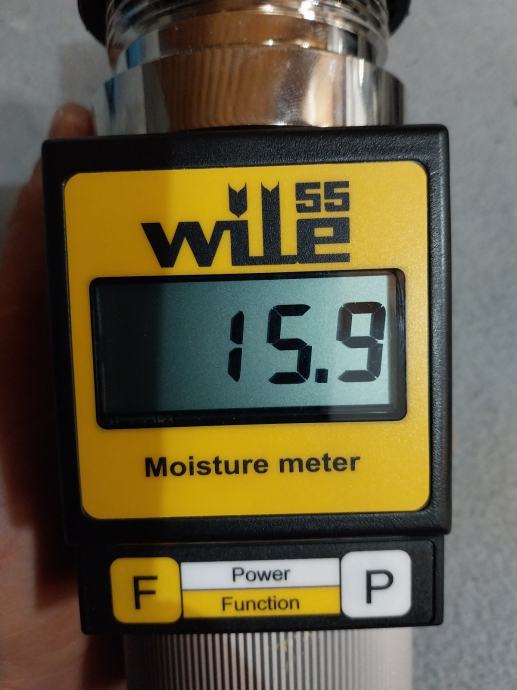 55
wile
15.9
Moisture meter
F
Power
Function
P